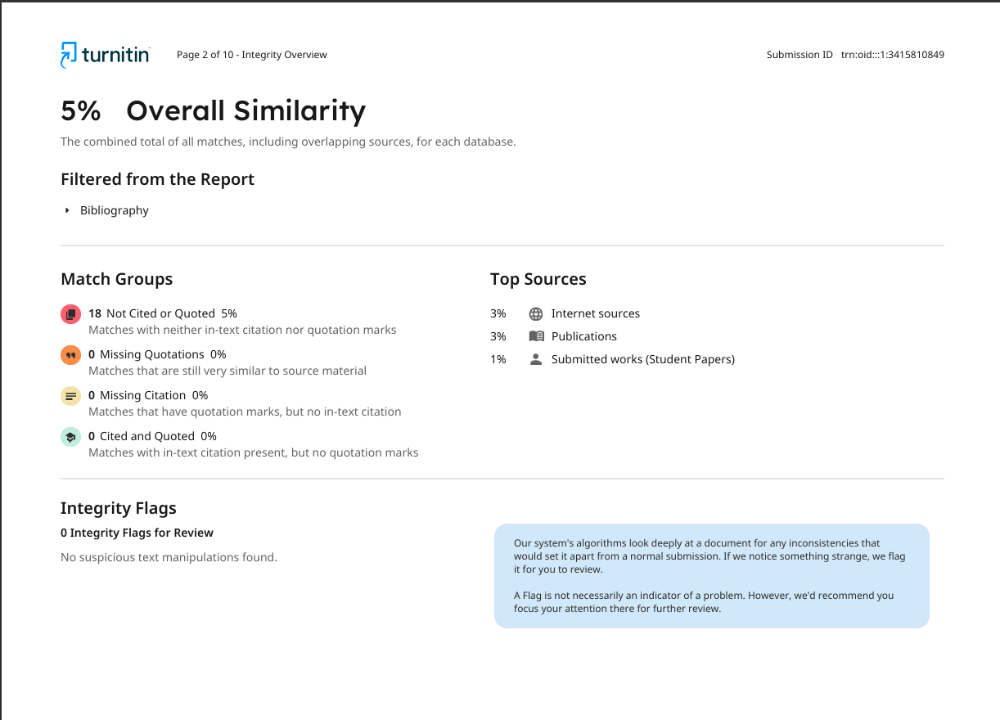 turnitin
Page 2 of 10 - Integrity Overview
Submission ID trn:oid:::1:3415810849
5% Overall Similarity
The combined total of all matches, including overlapping sources, for each database.
Filtered from the Report
Bibliography
Match Groups
18 Not Cited or Quoted 5%
Matches with neither in-text citation nor quotation marks
0 Missing Quotations 0%
Matches that are still very similar to source material
0 Missing Citation 0%
Matches that have quotation marks, but no in-text citation
0 Cited and Quoted 0%
Matches with in-text citation present, but no quotation marks
Top Sources
3% Internet sources
3% Publications
1% Submitted works (Student Papers)
Integrity Flags
0 Integrity Flags for Review
No suspicious text manipulations found.
Our system's algorithms look deeply at a document for any inconsistencies that
would set it apart from a normal submission. If we notice something strange, we flag
it for you to review.
A Flag is not necessarily an indicator of a problem. However, we'd recommend you
focus your attention there for further review.